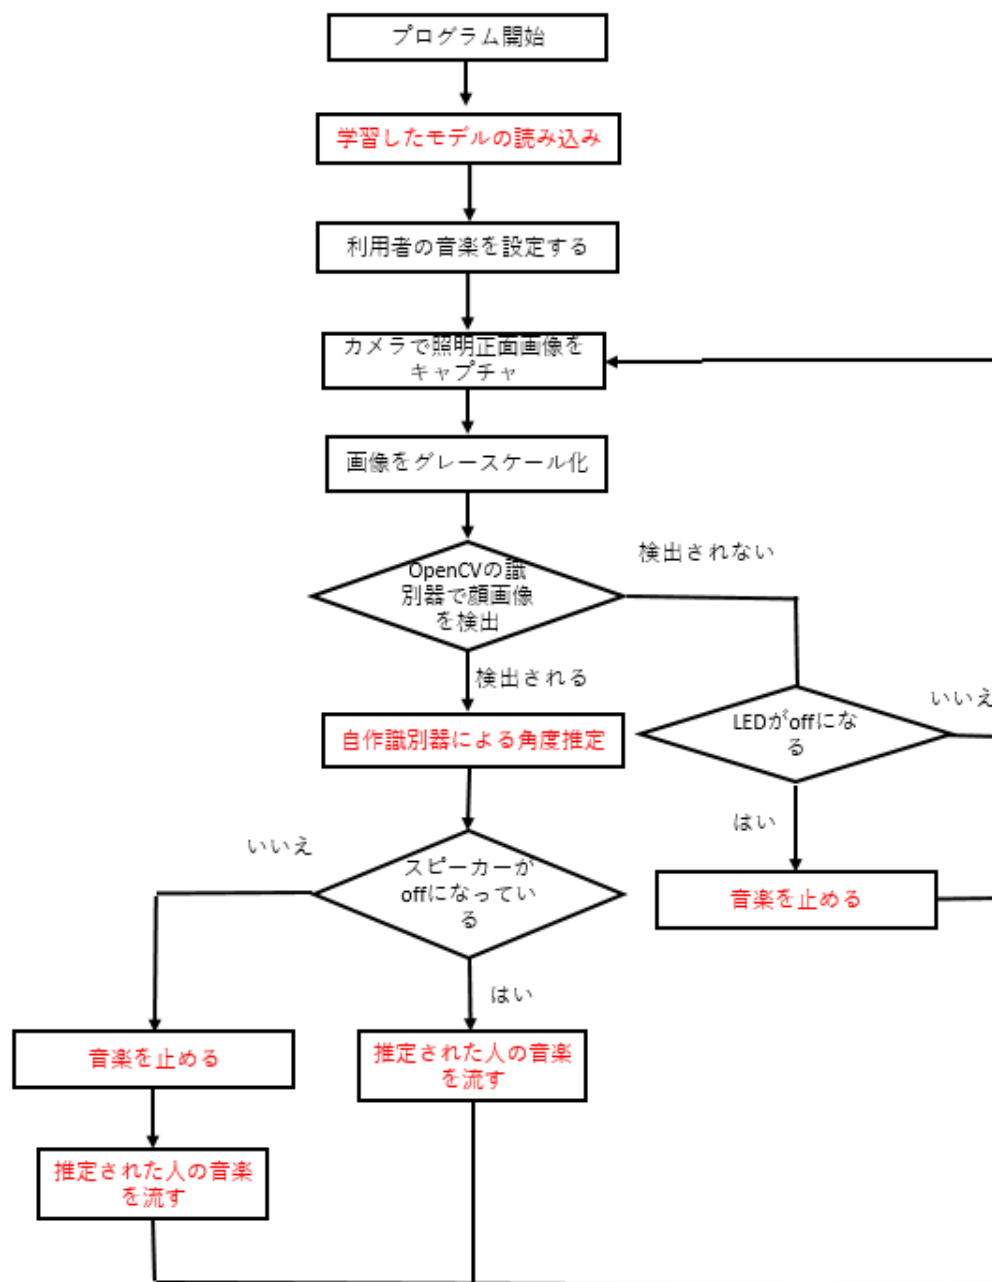 プログラム開始
学習したモデルの読み込み
利用者の音楽を設定する
カメラで照明正面画像を
キャプチャ
画像をグレースケール化
検出されない
OpenCVの識
別器で顔画像
を検出
検出される
いいえ
LEDがoffにな
る
自作識別器による角度推定
はい
いいえ
スピーカーが
offになってい
る
音楽を止める
はい
音楽を止める
推定された人の音楽
を流す
推定された人の音楽
を流す